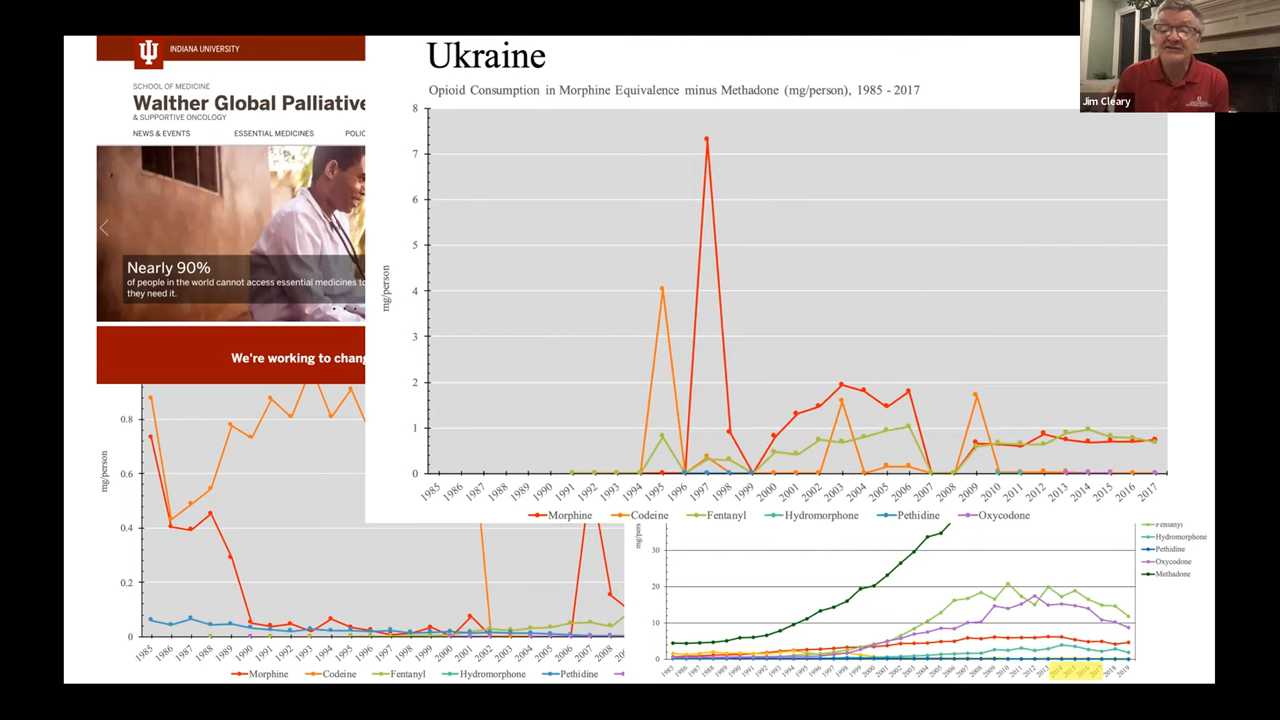 INDIANA UNIVERSITY
SCHOOL OF MEDICINE
Walther Global Palliative
& SUPPORTIVE ONCOLOGY
NEWS & EVENTS ESSENTIAL MEDICINES POLIC
Nearly 90%
of people in the world cannot access essential medicines to
they need it.
We're working to chang
Ukraine
Opioid Consumption in Morphine Equivalence minus Methadone (mg/person), 1985 - 2017
8
7
6
5
4
3
2
1
0
mg/person
1985 1986 1987 1988 1989 1990 1991 1992 1993 1994 1995 1996 1997 1998 1999 2000 2001 2002 2003 2004 2005 2006 2007 2008 2009 2010 2011 2012 2013 2014 2015 2016 2017
Morphine Codeine Fentanyl Hydromorphone Pethidine Oxycodone
Jim Cleary
0.8
0.6
0.4
0.2
0
mg/person
1985 1986 1987 1988 1989 1990 1991 1992 1993 1994 1995 1996 1997 1998 1999 2000 2001 2002 2003 2004 2005 2006 2007 2008
Morphine Codeine Fentanyl Hydromorphone Pethidine
30
20
10
0
mg/pers
Fentanyl
Hydromorphone
Pethidine
Oxycodone
Methadone